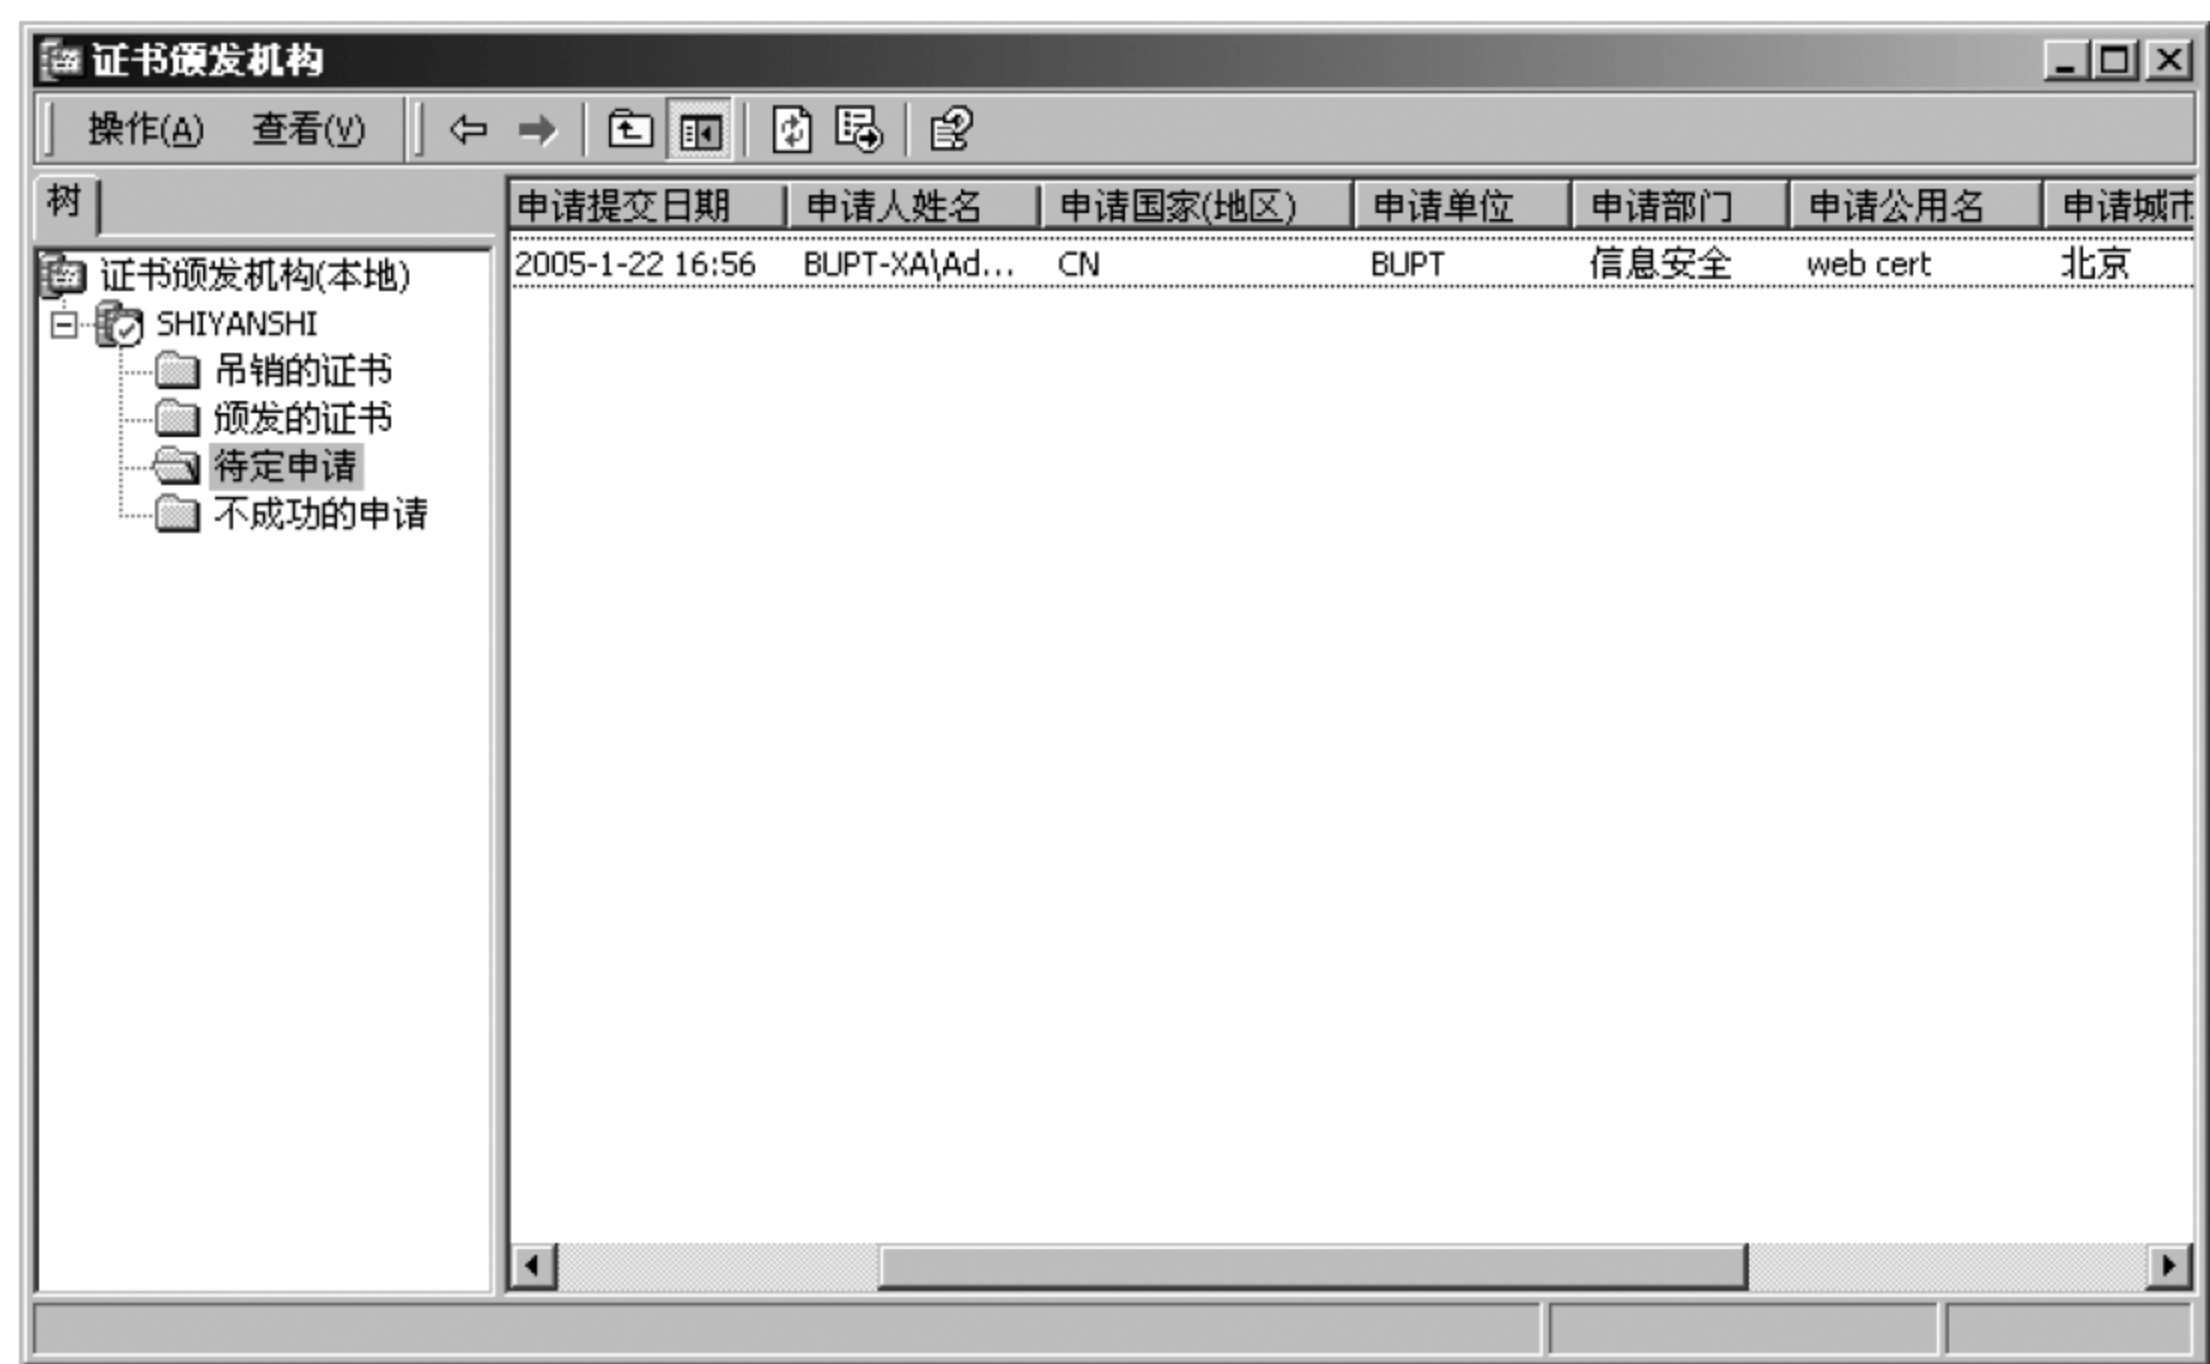 证书颁发机构
操作(A) 查看(V)
树
证书颁发机构(本地)
SHIYANSHI
吊销的证书
颁发的证书
待定申请
不成功的申请
申请提交日期 申请人姓名 申请国家(地区) 申请单位 申请部门 申请公用名 申请城市
2005-1-22 16:56 BUPT-XA\Ad... CN BUPT 信息安全 web cert 北京